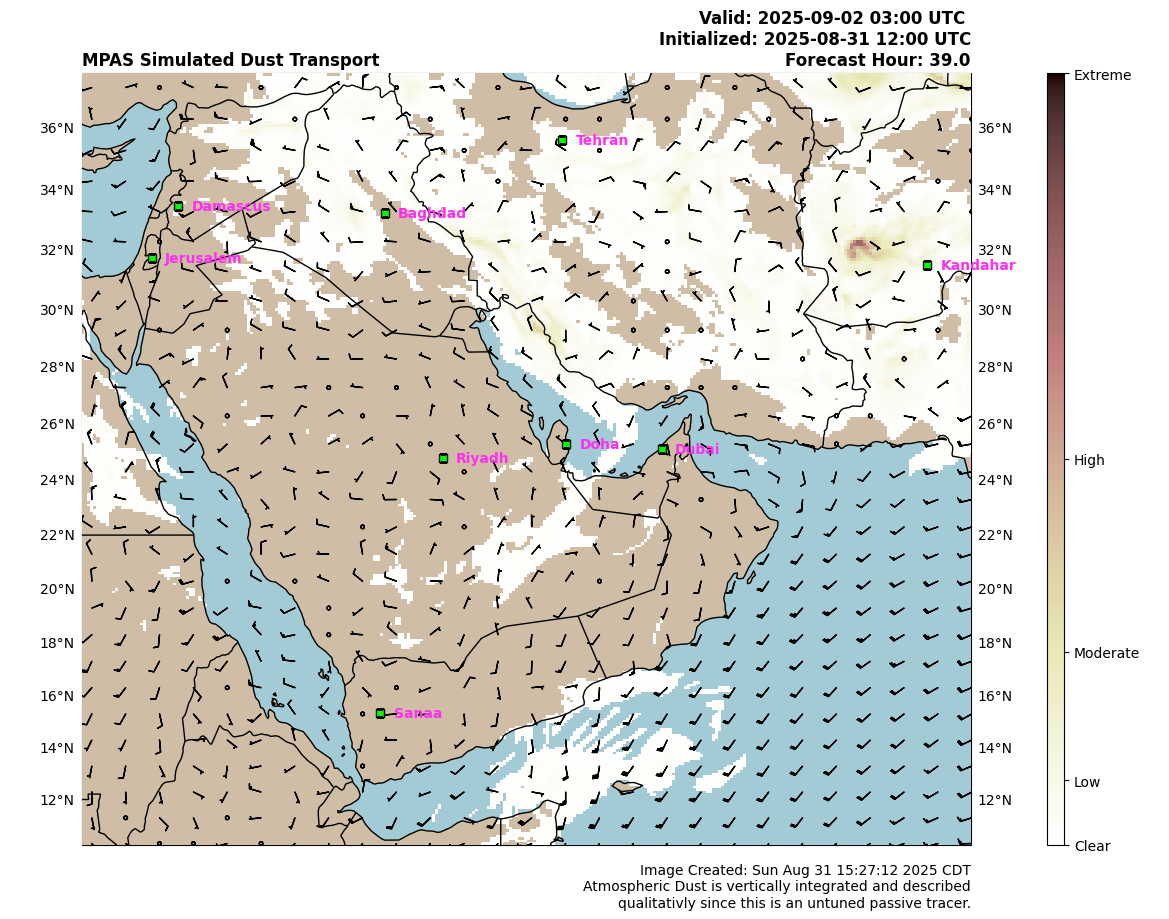 Valid: 2025-09-02 03:00 UTC
Initialized: 2025-08-31 12:00 UTC
MPAS Simulated Dust Transport
Forecast Hour: 39.0
Extreme
36°N
Tehran
36°N
34°N
Damascus
Baghdad
34°N
32°N
Jerusalem
32°N
Kandahar
30°N
30°N
28°N
28°N
26°N
Doha
Dubai
26°N
High
24°N
Riyadh
24°N
22°N
22°N
20°N
20°N
18°N
18°N
Moderate
16°N
Sanaa
16°N
14°N
14°N
Low
12°N
12°N
Clear
Image Created: Sun Aug 31 15:27:12 2025 CDT
Atmospheric Dust is vertically integrated and described
qualitativly since this is an untuned passive tracer.